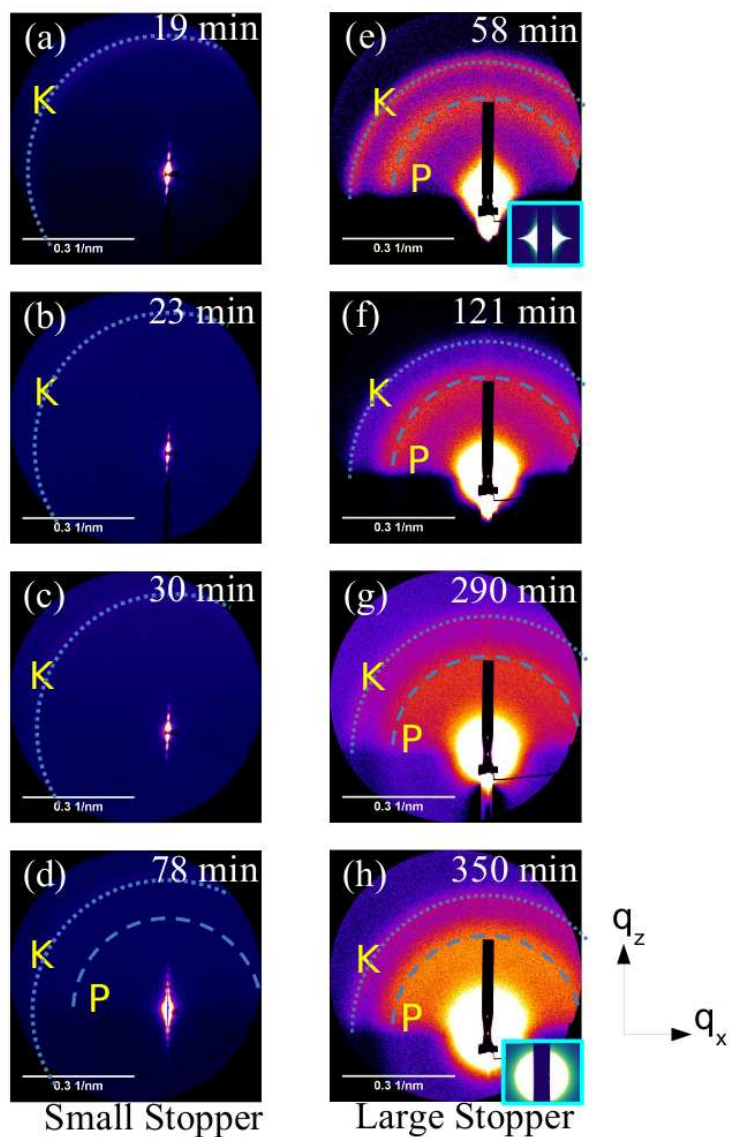 (a) 19 min
K
0.3 1/nm
(b) 23 min
K
0.3 1/nm
(c) 30 min
K
0.3 1/nm
(d) 78 min
K
P
0.3 1/nm
Small Stopper
(e) 58 min
K
P
0.3 1/nm
(f) 121 min
K
P
0.3 1/nm
(g) 290 min
K
P
0.3 1/nm
(h) 350 min
K
P
0.3 1/nm
Large Stopper
qz
qx